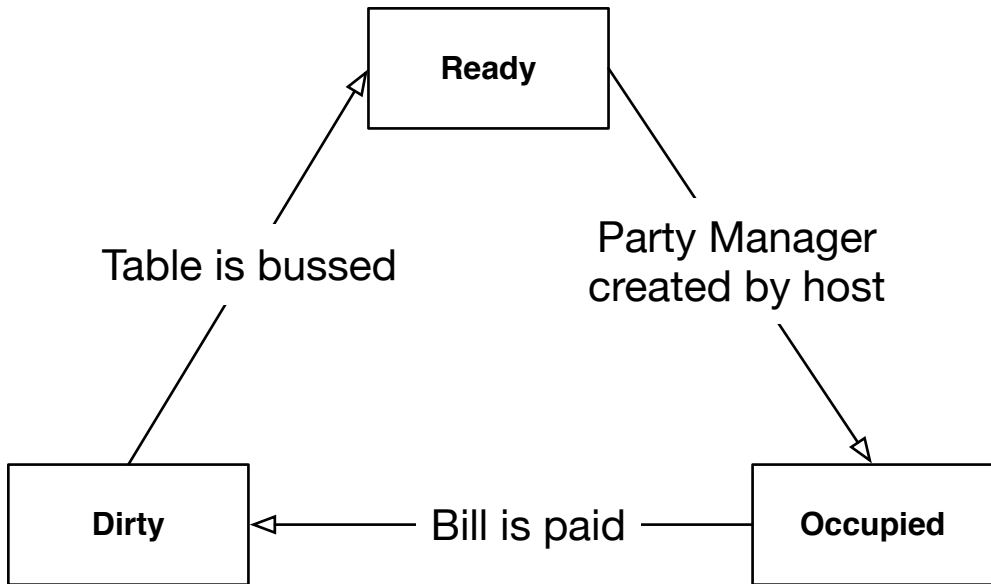 Ready
Table is bussed
Party Manager
created by host
Dirty
Bill is paid
Occupied